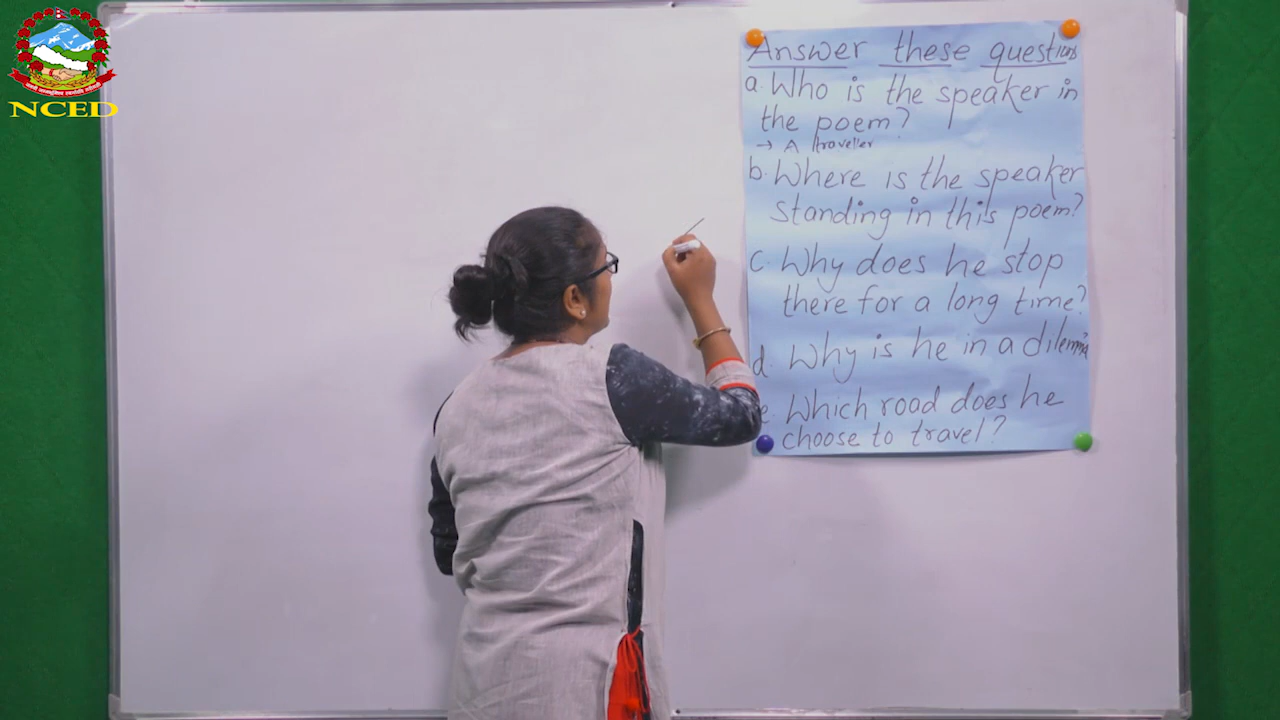 NCED
Answer these questions
a. Who is the speaker in
the poem?
→ A traveller
b. Where is the speaker
standing in this poem?
c. Why does he stop
there for a long time?
d. Why is he in a dilemma
e. Which road does he
choose to travel?